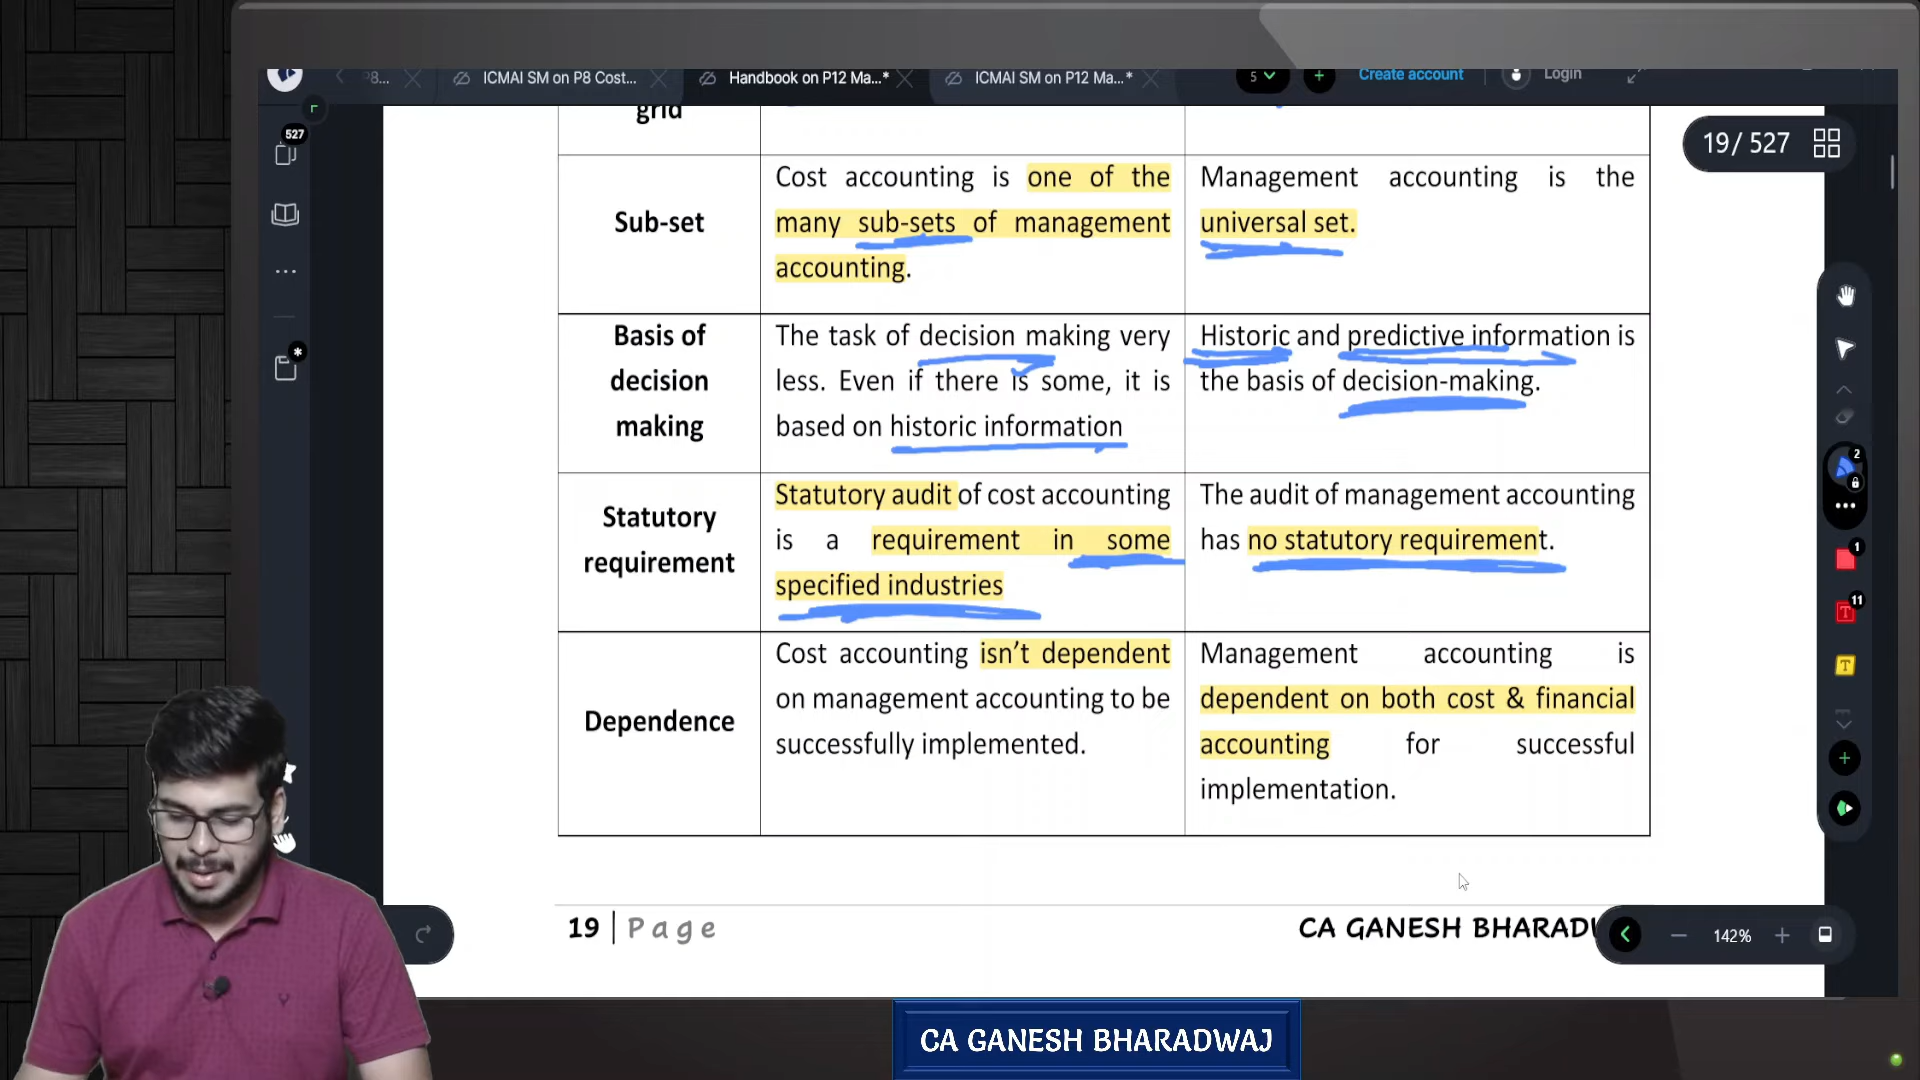 P8...
ICMAI SM on P8 Cost...
Handbook on P12 Ma...*
ICMAI SM on P12 Ma...*
5
Create account
Login
527
19/ 527
grid
Sub-set
Cost accounting is one of the
many sub-sets of management
accounting.
Management accounting is the
universal set.
Basis of
decision
making
The task of decision making very
less. Even if there is some, it is
based on historic information
Historic and predictive information is
the basis of decision-making.
Statutory
requirement
Statutory audit of cost accounting
is a requirement in some
specified industries
The audit of management accounting
has no statutory requirement.
Dependence
Cost accounting isn’t dependent
on management accounting to be
successfully implemented.
Management accounting is
dependent on both cost & financial
accounting for successful
implementation.
2
1
11
T
T
19 | Page
CA GANESH BHARADW
142%
CA GANESH BHARADWAJ